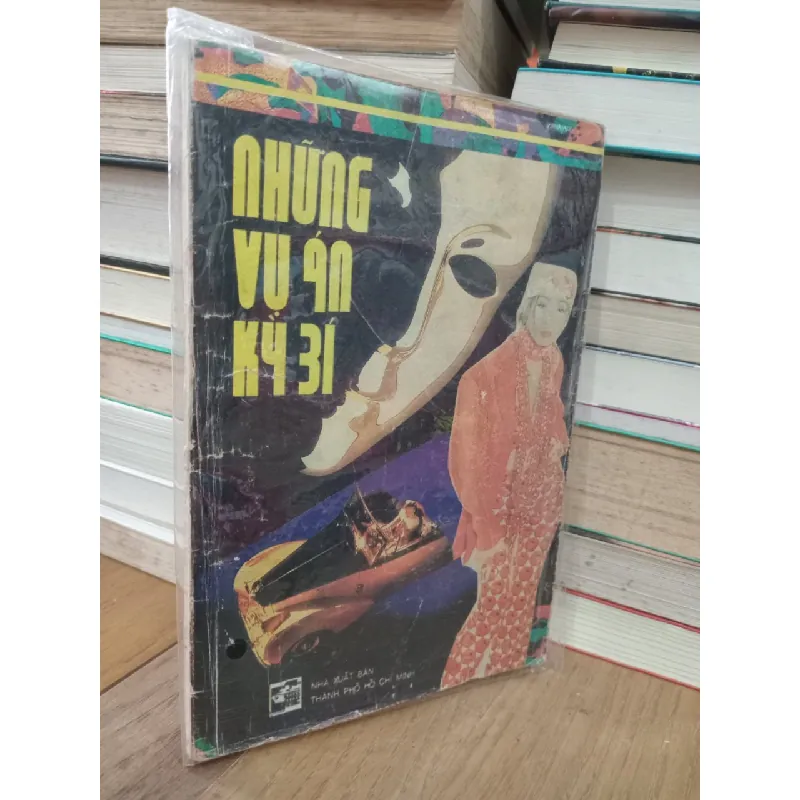 NHỮNG
VỤ ÁN
KỲ BÍ
NHÀ XUẤT BẢN
THÀNH PHỐ HỒ CHÍ MINH